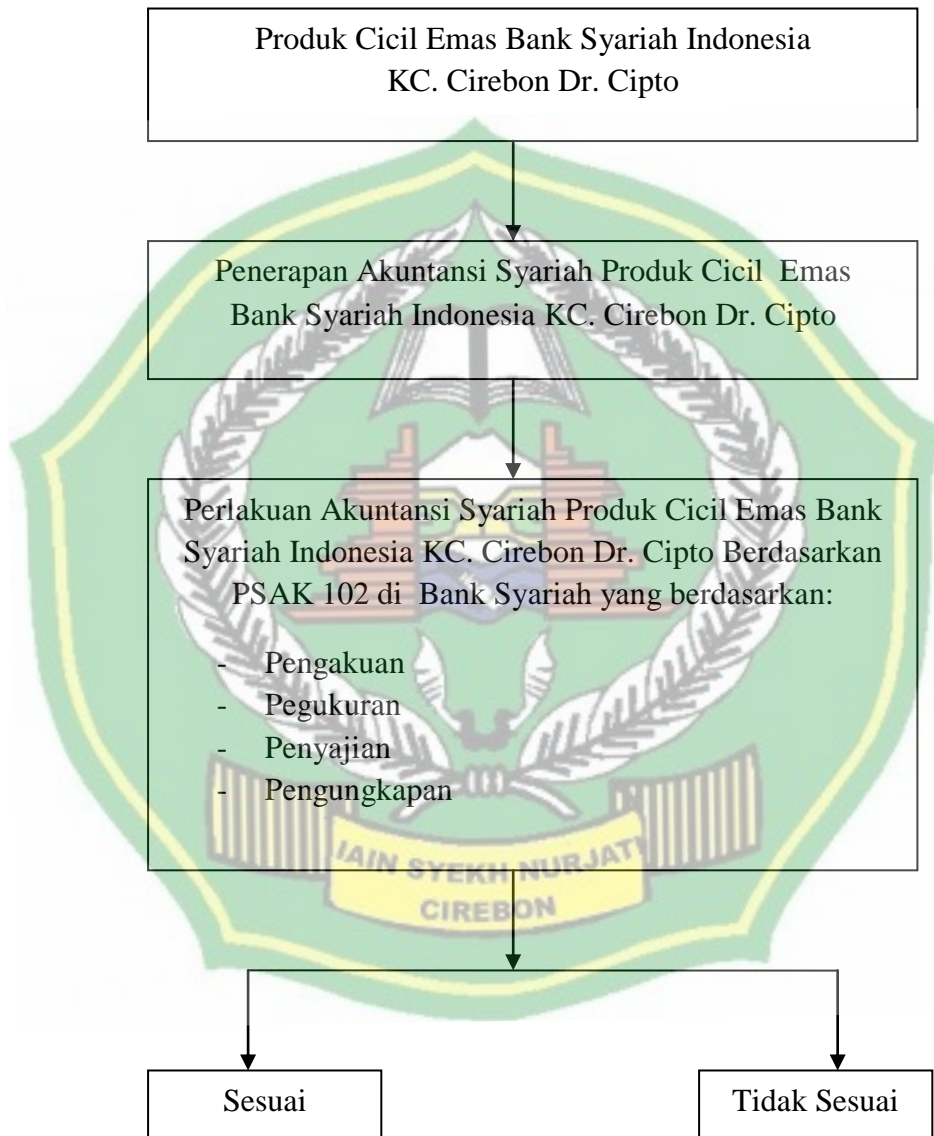 Produk Cicil Emas Bank Syariah Indonesia
KC. Cirebon Dr. Cipto
Penerapan Akuntansi Syariah Produk Cicil Emas
Bank Syariah Indonesia KC. Cirebon Dr. Cipto
Perlakuan Akuntansi Syariah Produk Cicil Emas Bank
Syariah Indonesia KC. Cirebon Dr. Cipto Berdasarkan
PSAK 102 di Bank Syariah yang berdasarkan:
- Pengakuan
- Pegukuran
- Penyajian
- Pengungkapan
IAIN SYEKH NURJATI
CIREBON
Sesuai
Tidak Sesuai